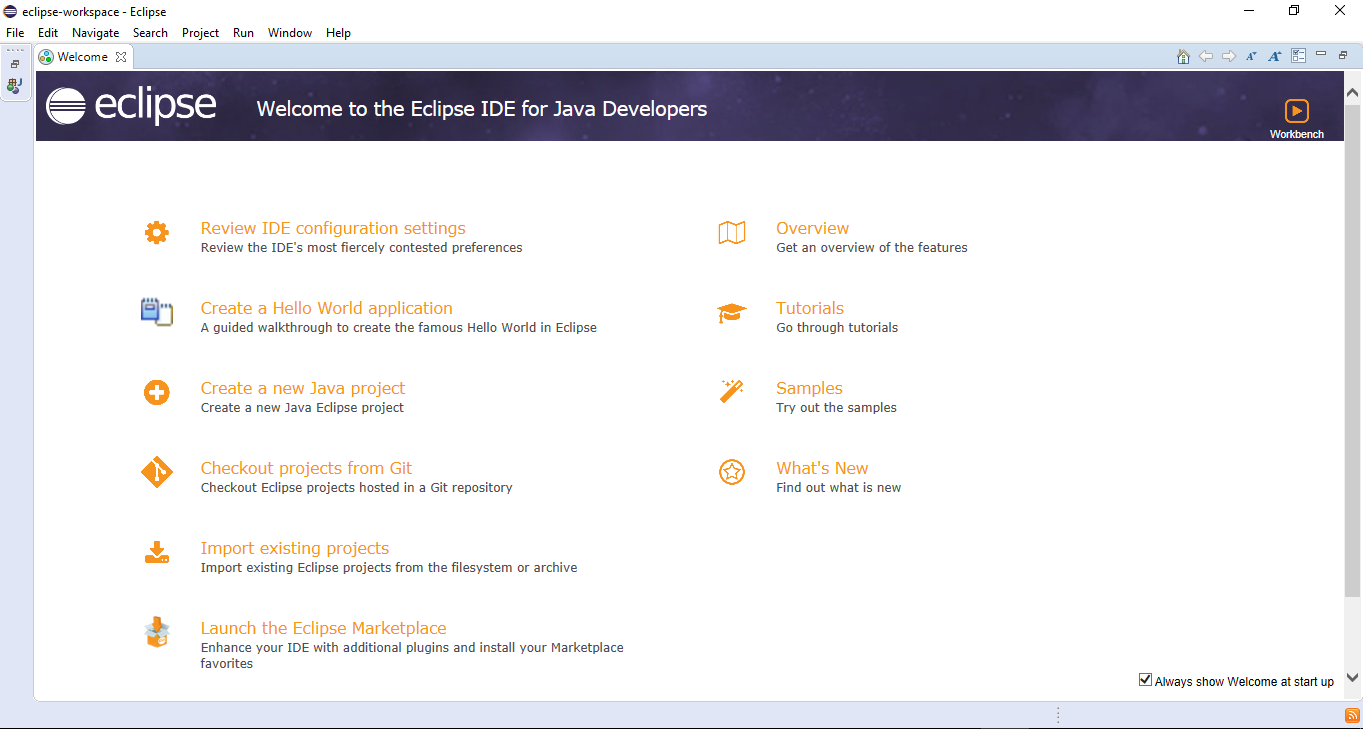 eclipse-workspace - Eclipse
File Edit Navigate Search Project Run Window Help
Welcome
eclipse Welcome to the Eclipse IDE for Java Developers
Workbench
Review IDE configuration settings
Review the IDE's most fiercely contested preferences
Create a Hello World application
A guided walkthrough to create the famous Hello World in Eclipse
Create a new Java project
Create a new Java Eclipse project
Checkout projects from Git
Checkout Eclipse projects hosted in a Git repository
Import existing projects
Import existing Eclipse projects from the filesystem or archive
Launch the Eclipse Marketplace
Enhance your IDE with additional plugins and install your Marketplace
favorites
Overview
Get an overview of the features
Tutorials
Go through tutorials
Samples
Try out the samples
What's New
Find out what is new
Always show Welcome at start up